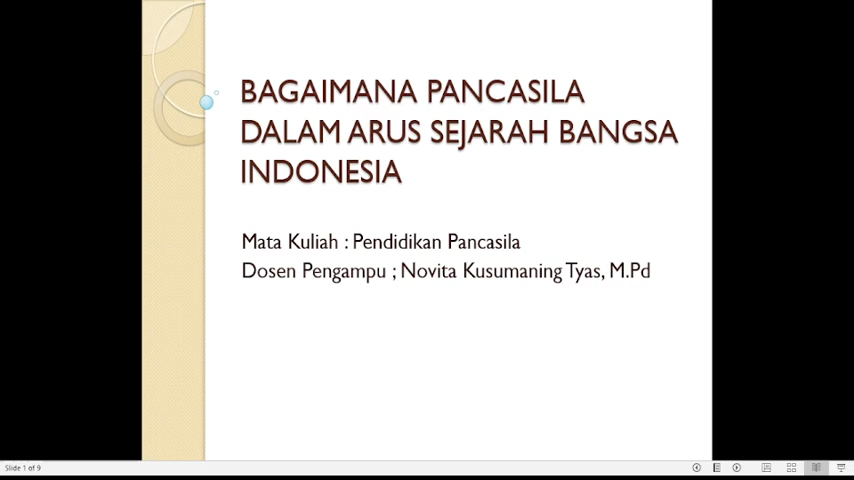 BAGAIMANA PANCASILA
DALAM ARUS SEJARAH BANGSA
INDONESIA
Mata Kuliah : Pendidikan Pancasila
Dosen Pengampu ; Novita Kusumaning Tyas, M.Pd
Slide 1 of 9